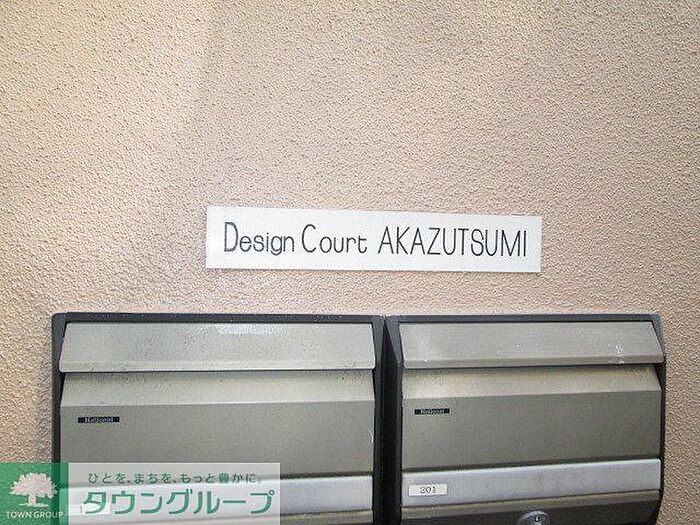 Design Court AKAZUTSUMI
National
National
201
ひとを、まちを、もっと豊かに。
タウングループ
TOWN GROUP